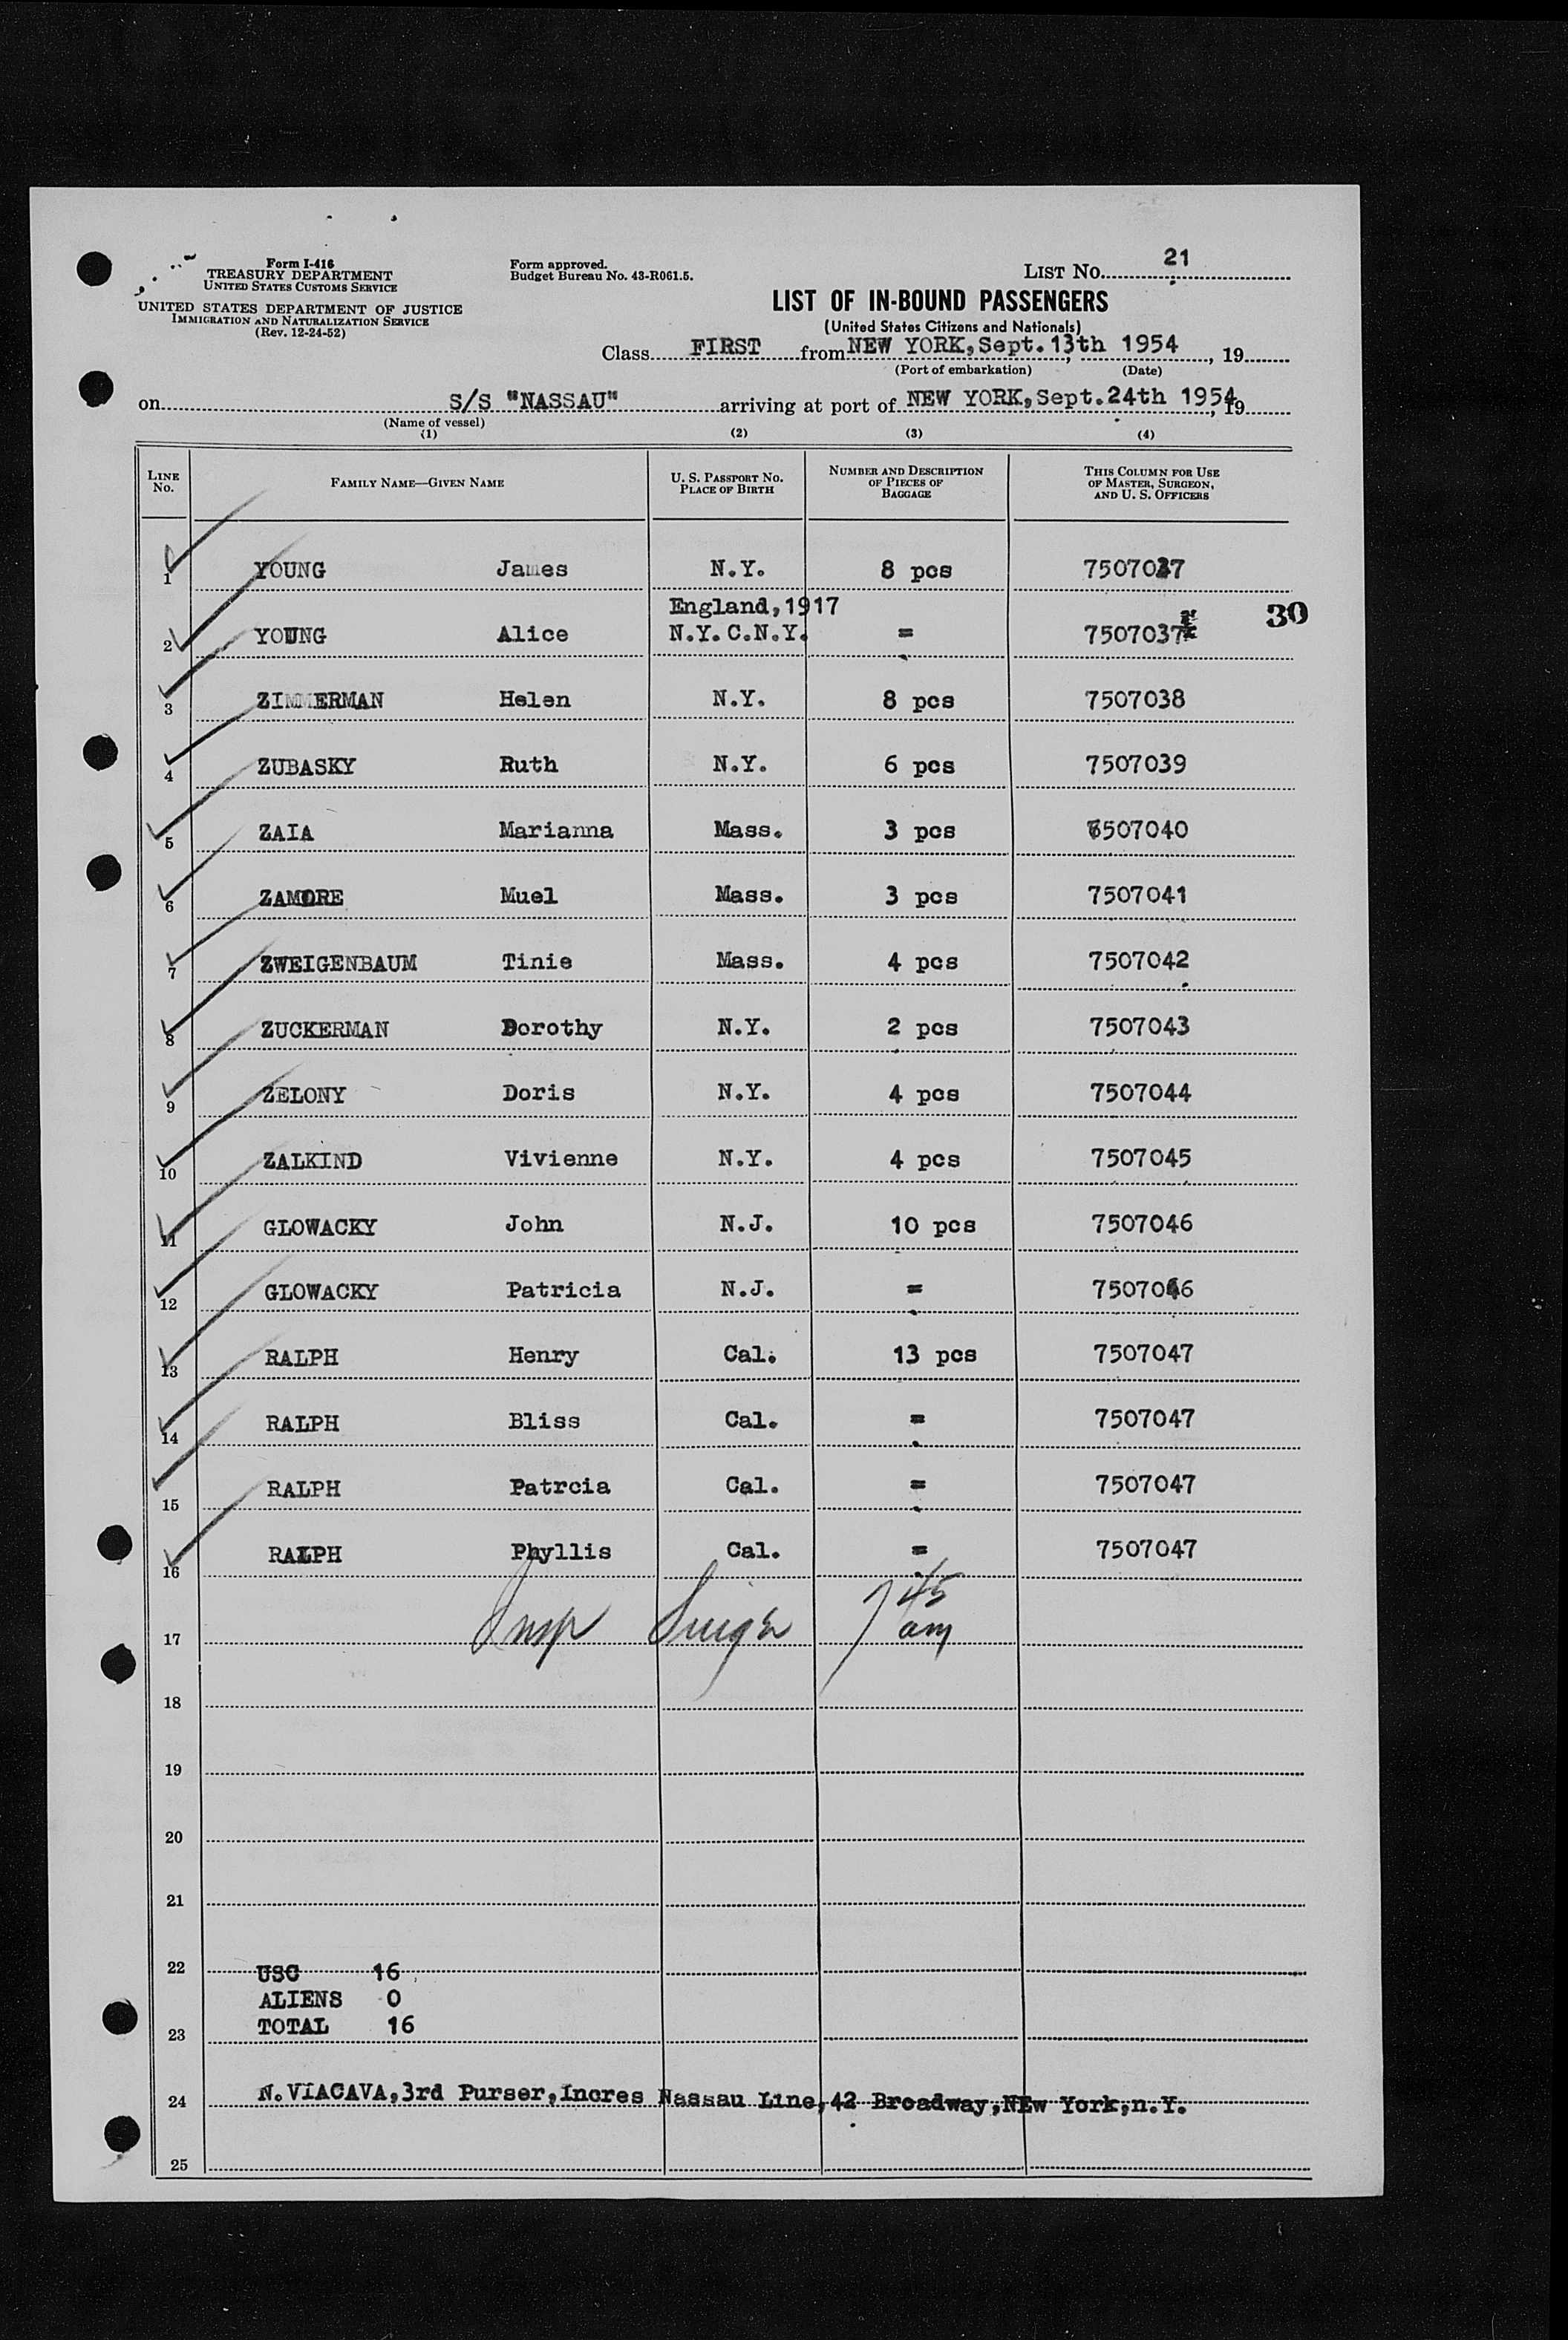 Form I-416
TREASURY DEPARTMENT
UNITED STATES CUSTOMS SERVICE
UNITED STATES DEPARTMENT OF JUSTICE
IMMIGRATION AND NATURALIZATION SERVICE
(Rev. 12-24-52)
Form approved.
Budget Bureau No. 43-R061.5.
LIST No. 21
LIST OF IN-BOUND PASSENGERS
(United States Citizens and Nationals)
Class FIRST from NEW YORK, Sept. 13th 1954, 19
(Port of embarkation) (Date)
on S/S "NASSAU" arriving at port of NEW YORK, Sept. 24th 1954, 19
(Name of vessel)
(1) (2) (3) (4)
LINE No. FAMILY NAME—GIVEN NAME U. S. PASSPORT NO. PLACE OF BIRTH NUMBER AND DESCRIPTION OF PIECES OF BAGGAGE THIS COLUMN FOR USE OF MASTER, SURGEON, AND U. S. OFFICERS
1 YOUNG James N.Y. 8 pcs 7507037
England, 1917
2 YOUNG Alice N.Y.C.N.Y. = 7507037 30
3 ZIMMERMAN Helen N.Y. 8 pcs 7507038
4 ZUBASKY Ruth N.Y. 6 pcs 7507039
5 ZAIA Marianna Mass. 3 pcs 7507040
6 ZAMORE Muel Mass. 3 pcs 7507041
7 ZWEIGENBAUM Tinie Mass. 4 pcs 7507042
8 ZUCKERMAN Dorothy N.Y. 2 pcs 7507043
9 ZELONY Doris N.Y. 4 pcs 7507044
10 ZALKIND Vivienne N.Y. 4 pcs 7507045
11 GLOWACKY John N.J. 10 pcs 7507046
12 GLOWACKY Patricia N.J. = 7507046
13 RALPH Henry Cal. 13 pcs 7507047
14 RALPH Bliss Cal. = 7507047
15 RALPH Patrcia Cal. = 7507047
16 RALPH Phyllis Cal. = 7507047
17 Insp 7 45 am
18
19
20
21
22 USC 16
ALIENS 0
23 TOTAL 16
24 N.VIACAVA,3rd Purser,Incres Nassau Line,42 Broadway,NEw York,n.Y.
25